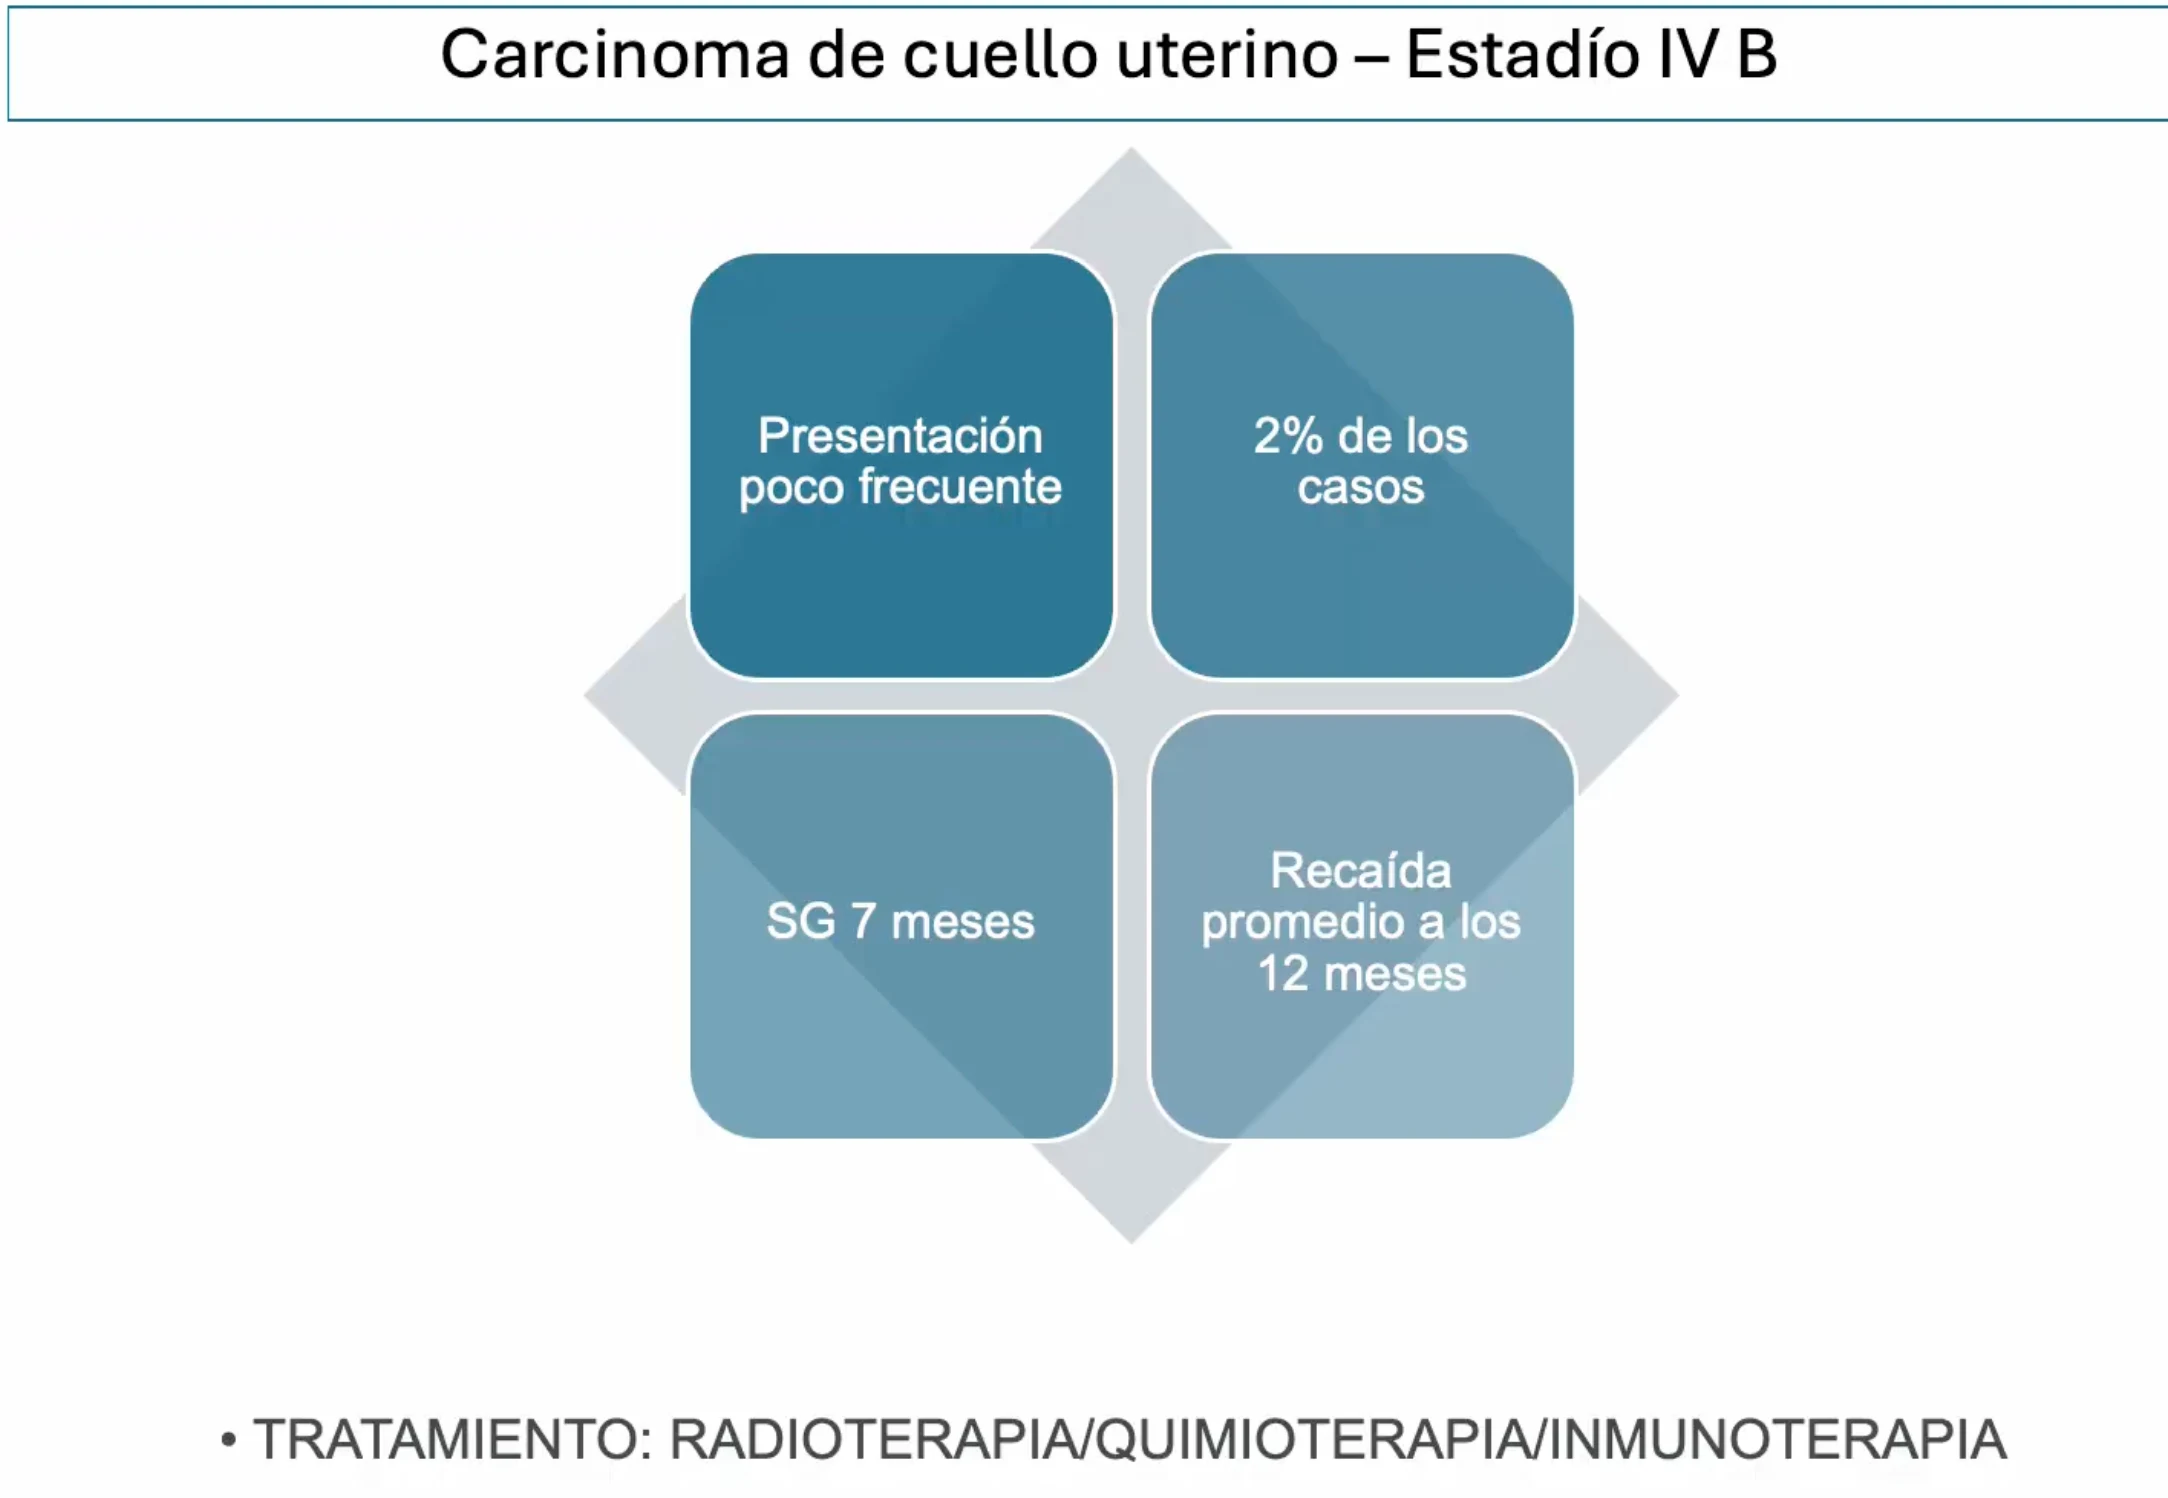 Carcinoma de cuello uterino – Estadío IV B
Presentación
poco frecuente
2% de los
casos
SG 7 meses
Recaída
promedio a los
12 meses
• TRATAMIENTO: RADIOTERAPIA/QUIMIOTERAPIA/INMUNOTERAPIA